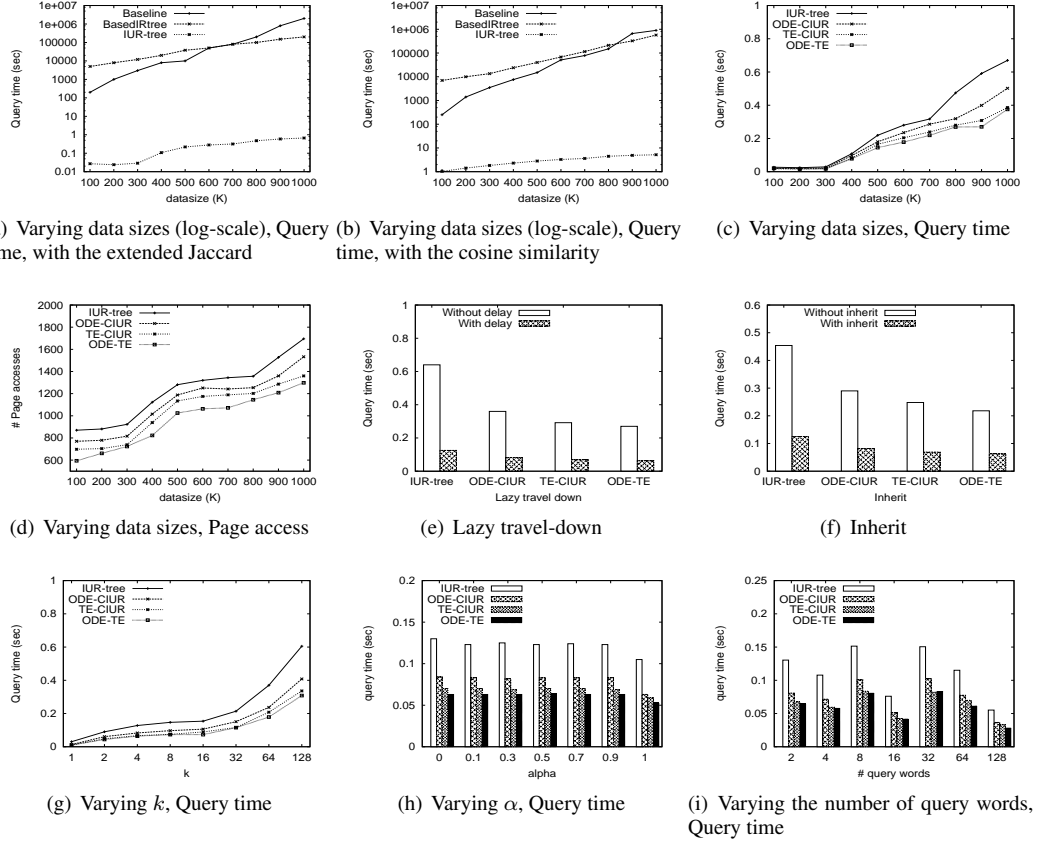 1e+007
1e+006
100000
10000
1000
100
10
1
0.1
0.01
Query time (sec)
Baseline
BasedIRtree
IUR-tree
100 200 300 400 500 600 700 800 900 1000
datasize (K)
) Varying data sizes (log-scale), Query
me, with the extended Jaccard
1e+007
1e+006
100000
10000
1000
100
10
1
Query time (sec)
Baseline
BasedIRtree
IUR-tree
100 200 300 400 500 600 700 800 900 1000
datasize (K)
(b) Varying data sizes (log-scale), Query
time, with the cosine similarity
1
0.8
0.6
0.4
0.2
0
Query time (sec)
IUR-tree
ODE-CIUR
TE-CIUR
ODE-TE
100 200 300 400 500 600 700 800 900 1000
datasize (K)
(c) Varying data sizes, Query time
2000
1800
1600
1400
1200
1000
800
600
# Page accesses
IUR-tree
ODE-CIUR
TE-CIUR
ODE-TE
100 200 300 400 500 600 700 800 900 1000
datasize (K)
(d) Varying data sizes, Page access
1
0.8
0.6
0.4
0.2
0
Query time (sec)
Without delay
With delay
IUR-tree ODE-CIUR TE-CIUR ODE-TE
Lazy travel down
(e) Lazy travel-down
0.6
0.5
0.4
0.3
0.2
0.1
0
Query time (sec)
Without inherit
With inherit
IUR-tree ODE-CIUR TE-CIUR ODE-TE
Inherit
(f) Inherit
1
0.8
0.6
0.4
0.2
0
Query time (sec)
IUR-tree
ODE-CIUR
TE-CIUR
ODE-TE
1 2 4 8 16 32 64 128
k
(g) Varying k, Query time
0.2
0.15
0.1
0.05
0
query time (sec)
IUR-tree
ODE-CIUR
TE-CIUR
ODE-TE
0 0.1 0.3 0.5 0.7 0.9 1
alpha
(h) Varying α, Query time
0.25
0.2
0.15
0.1
0.05
0
query time (sec)
IUR-tree
ODE-CIUR
TE-CIUR
ODE-TE
2 4 8 16 32 64 128
# query words
(i) Varying the number of query words,
Query time